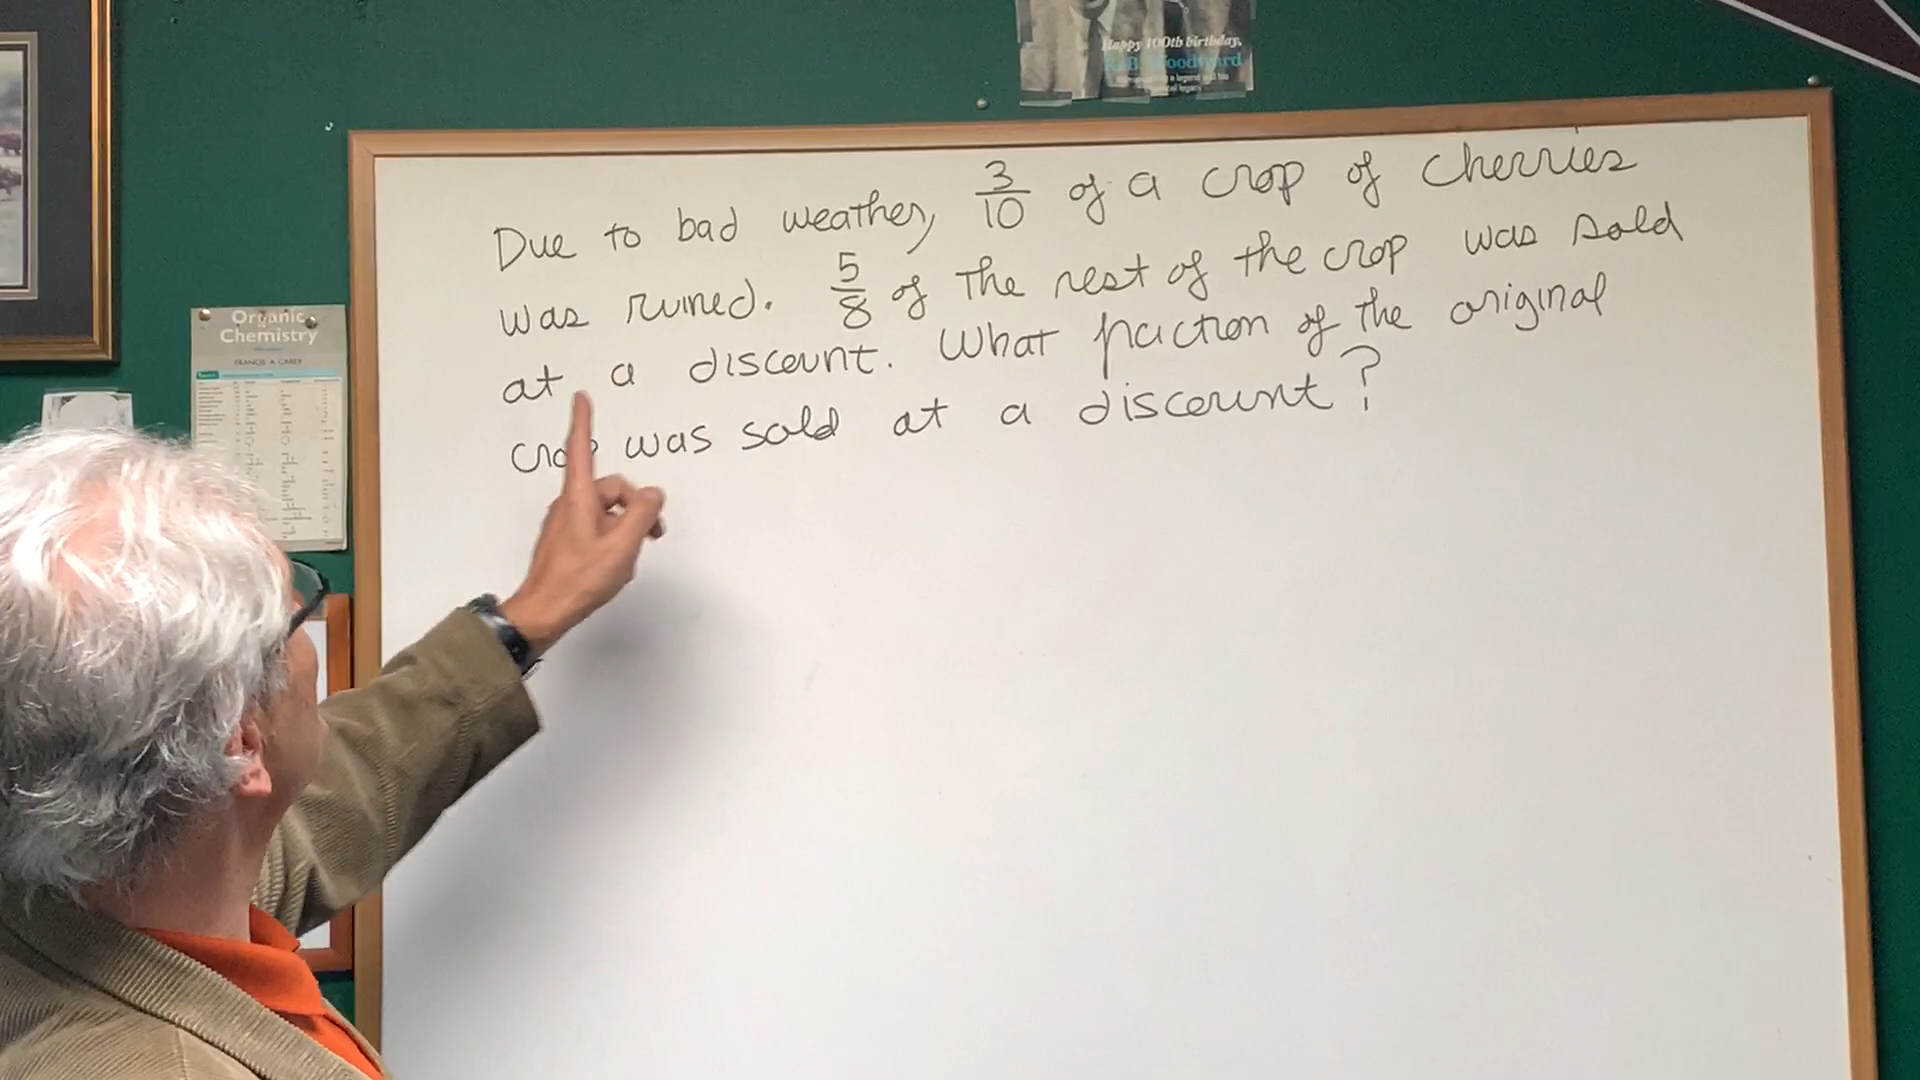 Happy 100th birthday,
R. B. Woodward
Due to bad weather, 3/10 of a crop of cherries
was ruined. 5/8 of the rest of the crop was sold
at a discount. What fraction of the original
crop was sold at a discount?
Organic
Chemistry
FRANCIS A. CAREY